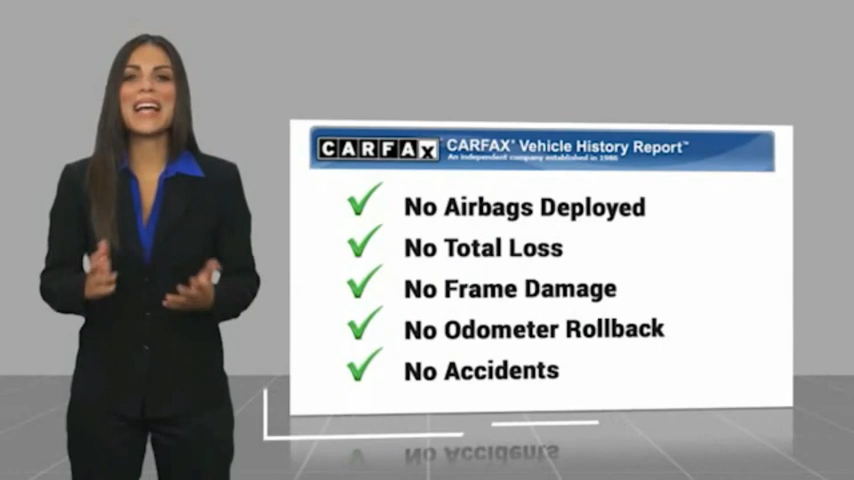 CARFAX CARFAX® Vehicle History Report™
An independent company established in 1986
No Airbags Deployed
No Total Loss
No Frame Damage
No Odometer Rollback
No Accidents
No Accidents